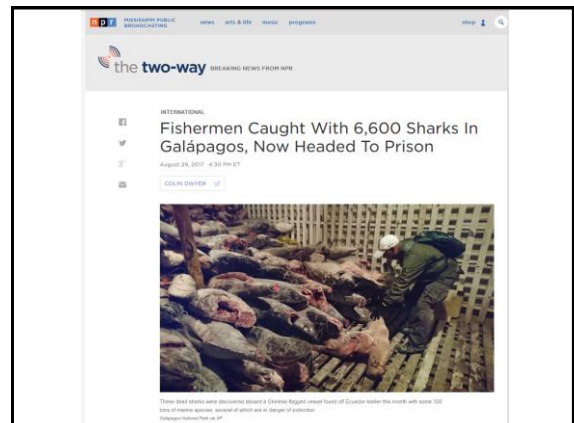 npr MISSISSIPPI PUBLIC BROADCASTING news arts & life music programs shop
the two-way BREAKING NEWS FROM NPR
INTERNATIONAL
Fishermen Caught With 6,600 Sharks In
Galápagos, Now Headed To Prison
August 29, 2017 · 4:30 PM ET
COLIN DWYER
These dead sharks were discovered aboard a Chinese-flagged vessel found off Ecuador earlier this month with some 300
tons of marine species, several of which are in danger of extinction.
Galapagos National Park via AP